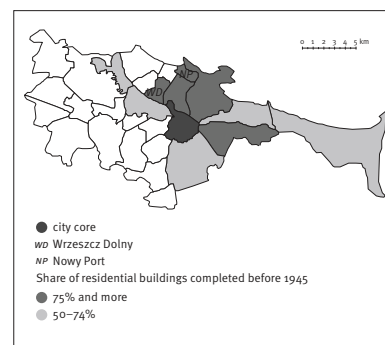 0 1 2 3 4 5 km
NP
WD
city core
WD Wrzeszcz Dolny
NP Nowy Port
Share of residential buildings completed before 1945
75% and more
50–74%